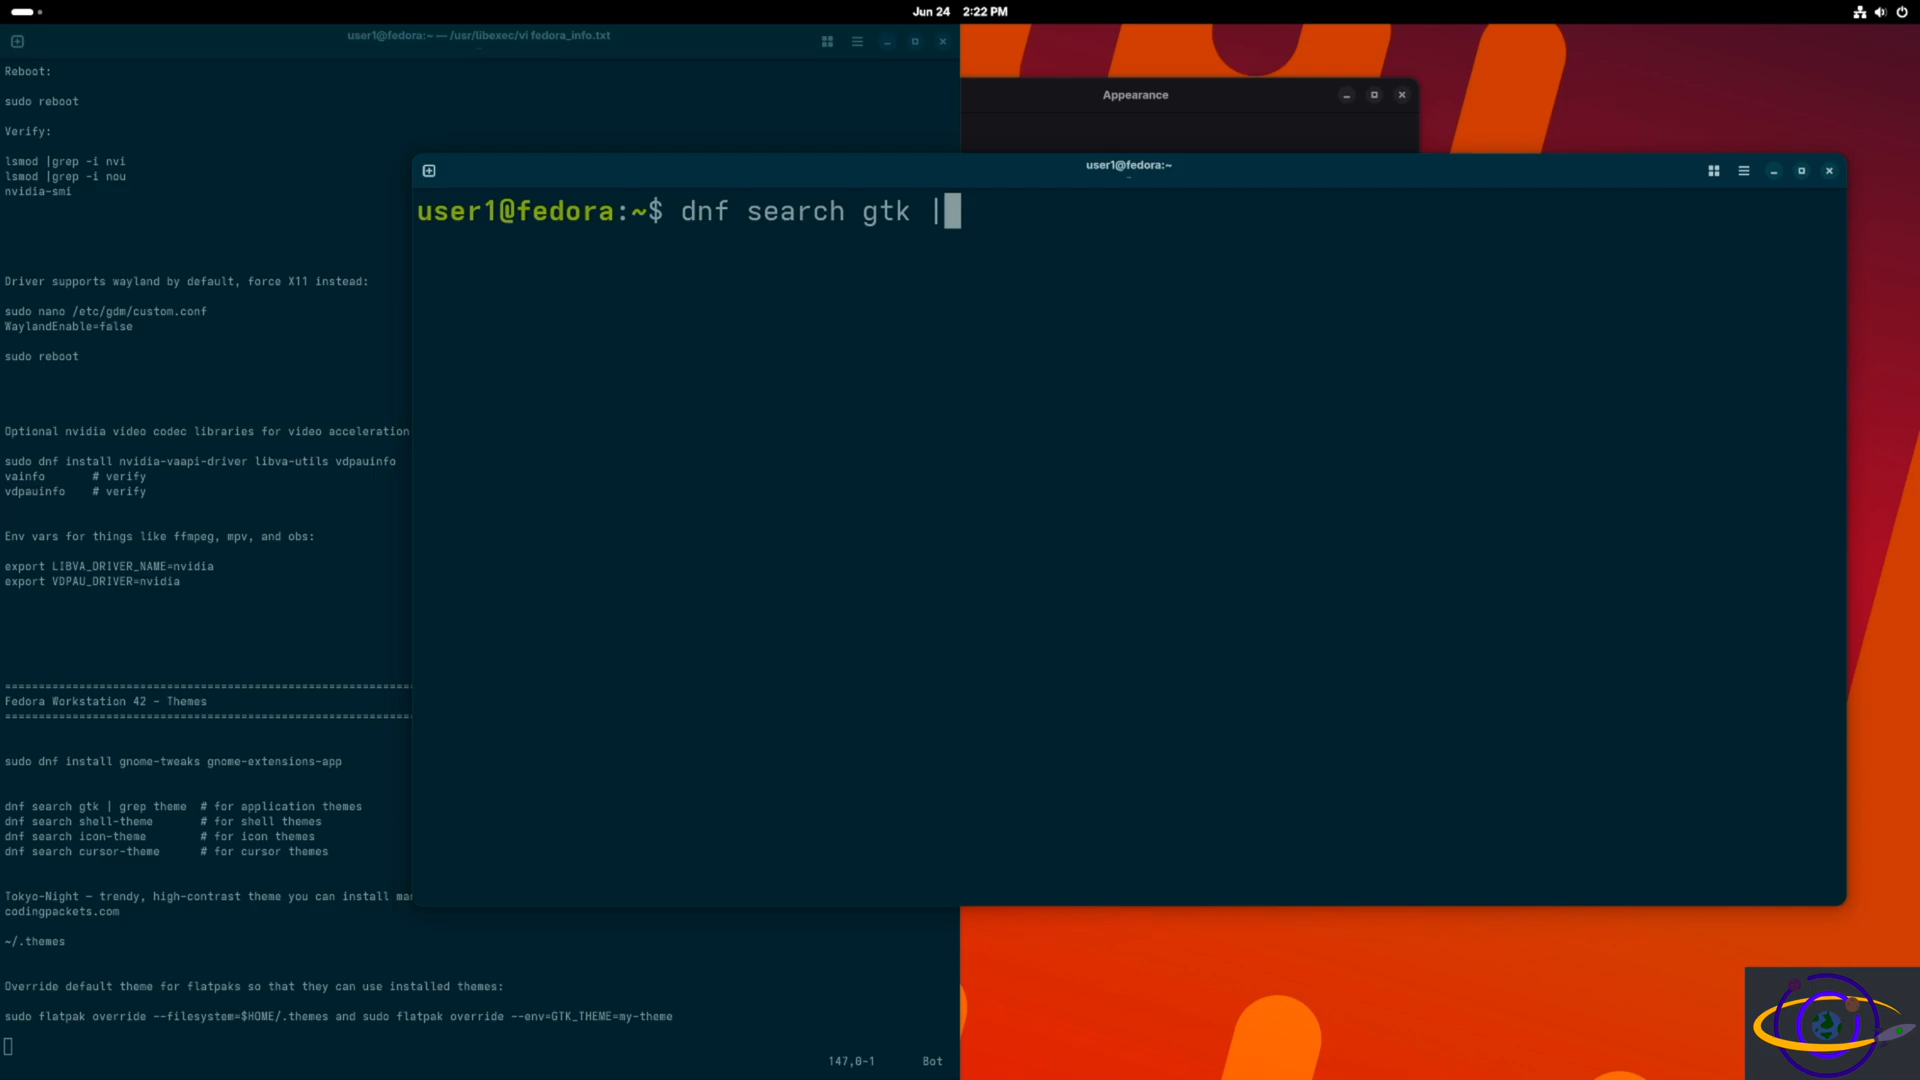 Jun 24 2:22 PM
user1@fedora:~ — /usr/libexec/vi fedora_info.txt
Reboot:
sudo reboot
Verify:
lsmod |grep -i nvi
lsmod |grep -i nou
nvidia-smi
Driver supports wayland by default, force X11 instead:
sudo nano /etc/gdm/custom.conf
WaylandEnable=false
sudo reboot
Optional nvidia video codec libraries for video acceleration
sudo dnf install nvidia-vaapi-driver libva-utils vdpauinfo
vainfo       # verify
vdpauinfo    # verify
Env vars for things like ffmpeg, mpv, and obs:
export LIBVA_DRIVER_NAME=nvidia
export VDPAU_DRIVER=nvidia
=============================================================
Fedora Workstation 42 - Themes
=============================================================
sudo dnf install gnome-tweaks gnome-extensions-app
dnf search gtk | grep theme  # for application themes
dnf search shell-theme       # for shell themes
dnf search icon-theme        # for icon themes
dnf search cursor-theme      # for cursor themes
Tokyo-Night — trendy, high-contrast theme you can install
codingpackets.com
~/.themes
Override default theme for flatpaks so that they can use installed themes:
sudo flatpak override --filesystem=$HOME/.themes and sudo flatpak override --env=GTK_THEME=my-theme
147,0-1 Bot
Appearance
user1@fedora:~
user1@fedora:~$ dnf search gtk |